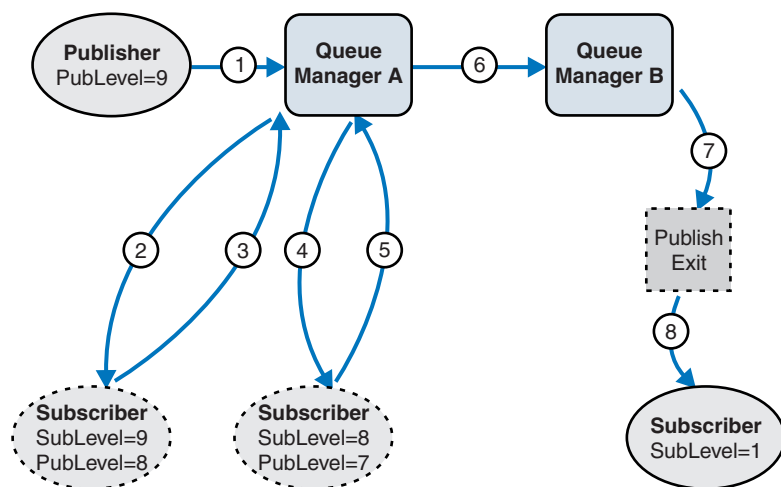 Publisher
PubLevel=9
1
Queue
Manager A
6
Queue
Manager B
7
2
3
4
5
Publish
Exit
8
Subscriber
SubLevel=9
PubLevel=8
Subscriber
SubLevel=8
PubLevel=7
Subscriber
SubLevel=1